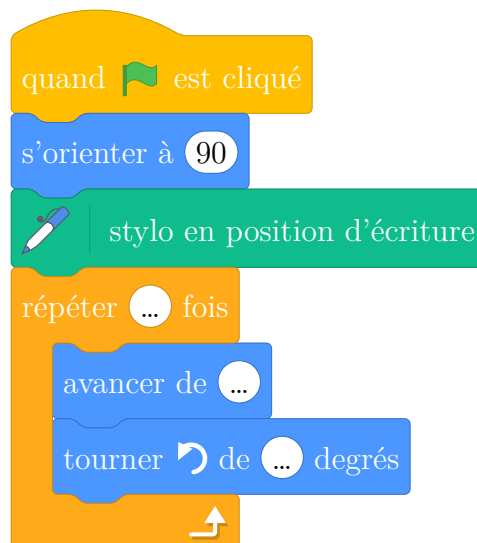 quand est cliqué
s'orienter à 90
stylo en position d'écriture
répéter ... fois
avancer de ...
tourner de ... degrés